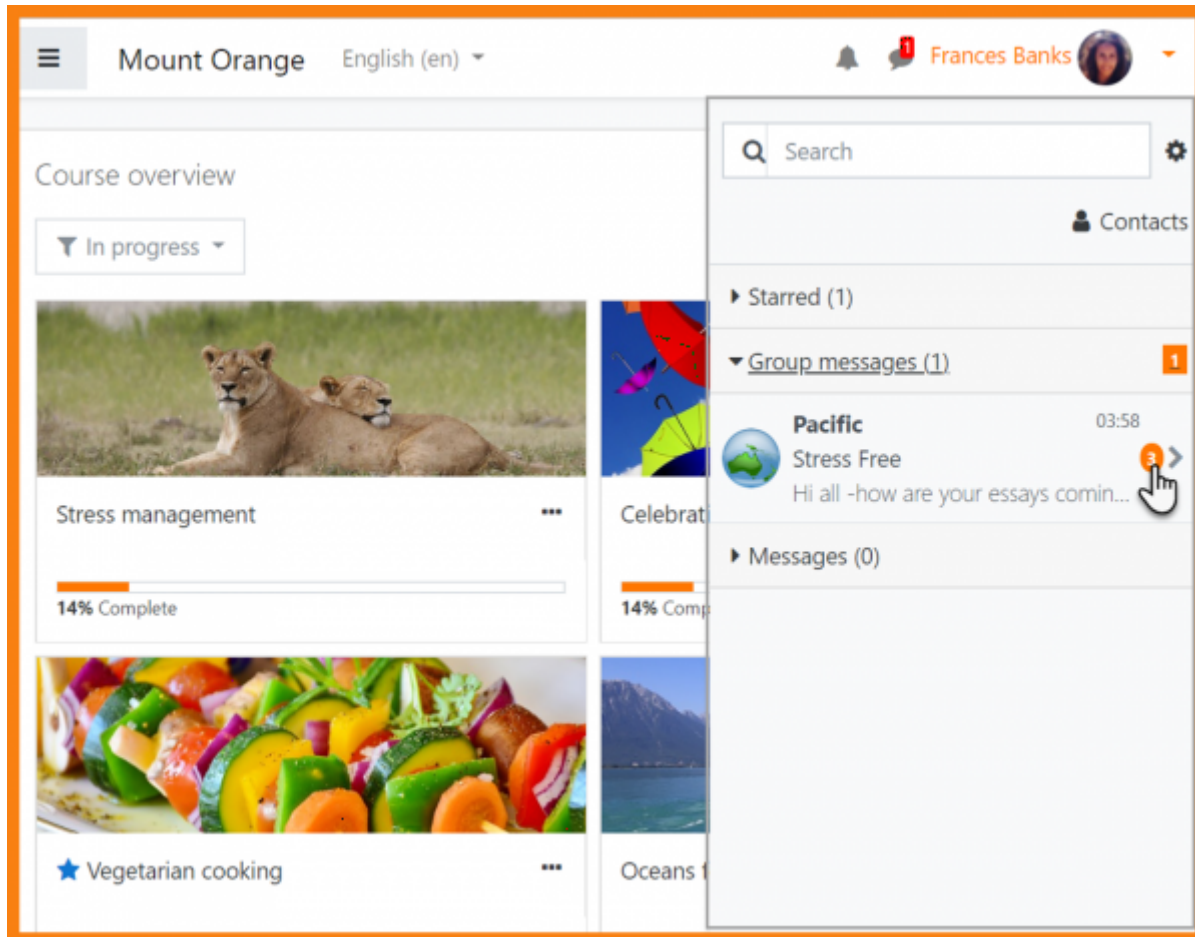 Mount Orange English (en) 1 Frances Banks
Course overview
In progress
Stress management
14% Complete
Celebrati
14% Comp
Vegetarian cooking
Oceans f
Search
Contacts
Starred (1)
Group messages (1) 1
Pacific 03:58
Stress Free 3
Hi all -how are your essays comin...
Messages (0)